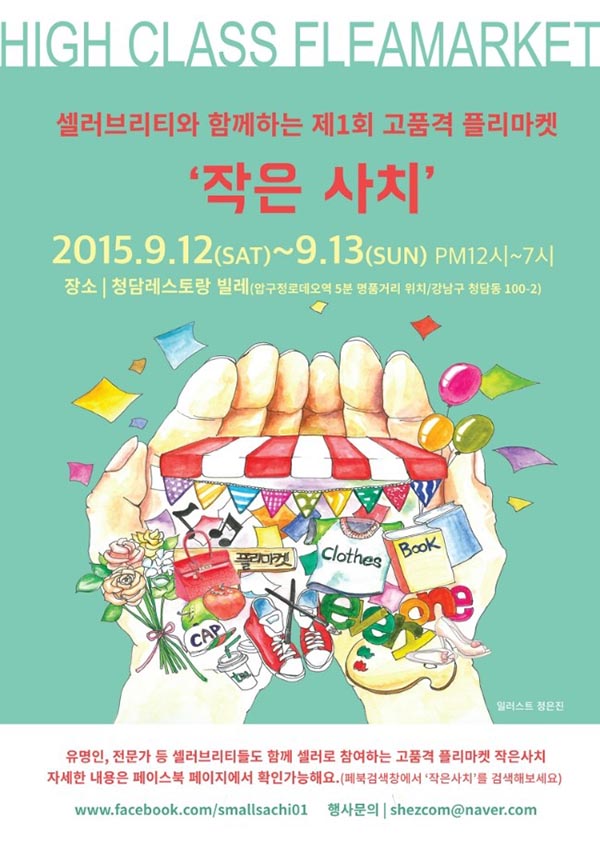 HIGH CLASS FLEAMARKET
셀러브리티와 함께하는 제1회 고품격 플리마켓
‘작은 사치’
2015.9.12(SAT)~9.13(SUN) PM12시~7시
장소 | 청담레스토랑 빌레(압구정로데오역 5분 명품거리 위치/강남구 청담동 100-2)
플리마켓
Clothes
Book
everyone
CAP
일러스트 정은진
유명인, 전문가 등 셀러브리티들도 함께 셀러로 참여하는 고품격 플리마켓 작은사치
자세한 내용은 페이스북 페이지에서 확인가능해요.(페북검색창에서 ‘작은사치’를 검색해보세요)
www.facebook.com/smallsachi01 행사문의 | shezcom@naver.com